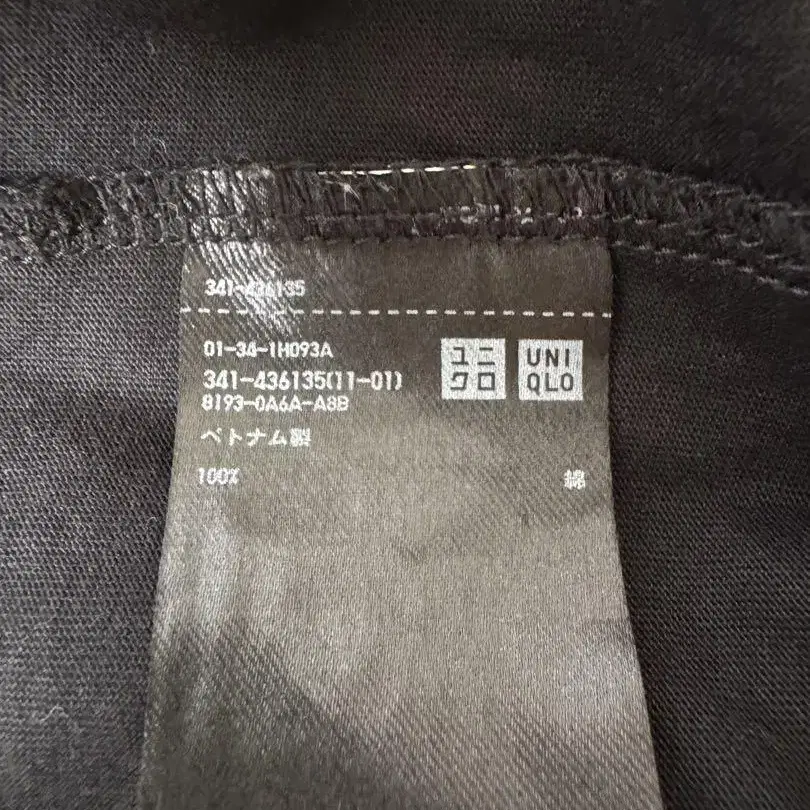 341-436135
01-34-1H093A
341-436135(11-01)
8193-0A6A-A8B
ベトナム製
100% 綿
ユニ
クロ
UNI
QLO